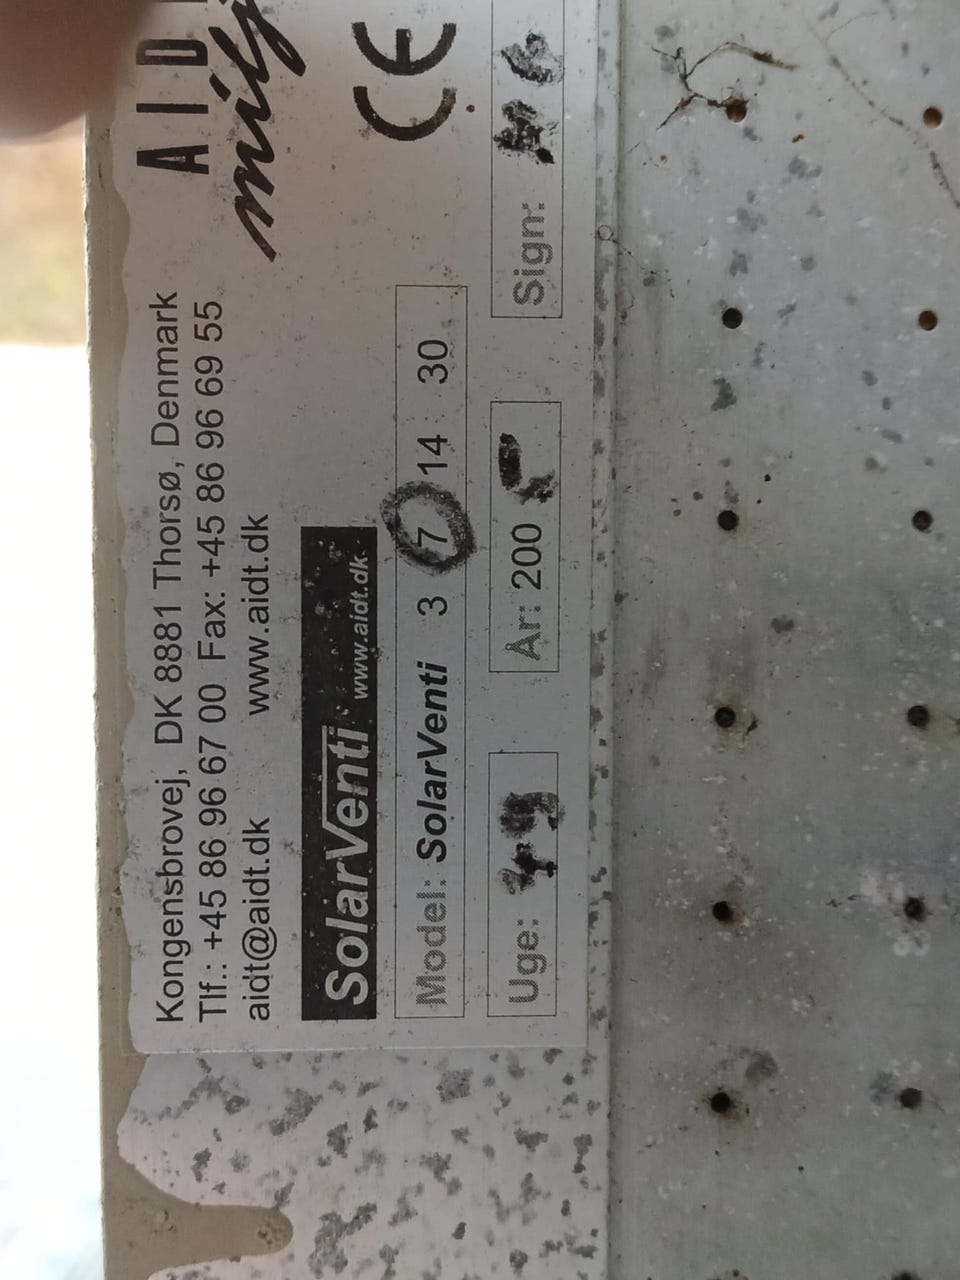 AID
milj
Kongensbrovej, DK 8881 Thorsø, Denmark
Tlf.: +45 86 96 67 00 Fax: +45 86 96 69 55
aidt@aidt.dk www.aidt.dk
CE
SolarVenti www.aidt.dk
Model: SolarVenti 3 7 14 30
Uge: 49 År: 2005 Sign: